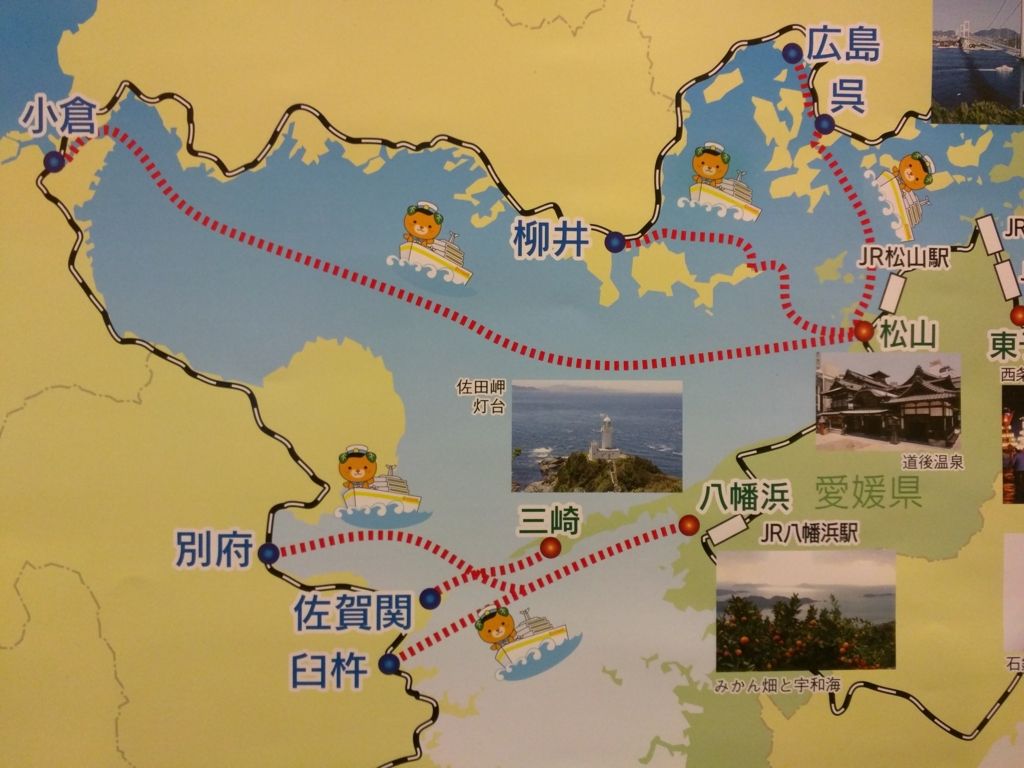 広島
呉
小倉
柳井
JR松山駅
JR
松山
東
西条
佐田岬
灯台
道後温泉
八幡浜
愛媛県
三崎
JR八幡浜駅
別府
佐賀関
臼杵
みかん畑と宇和海